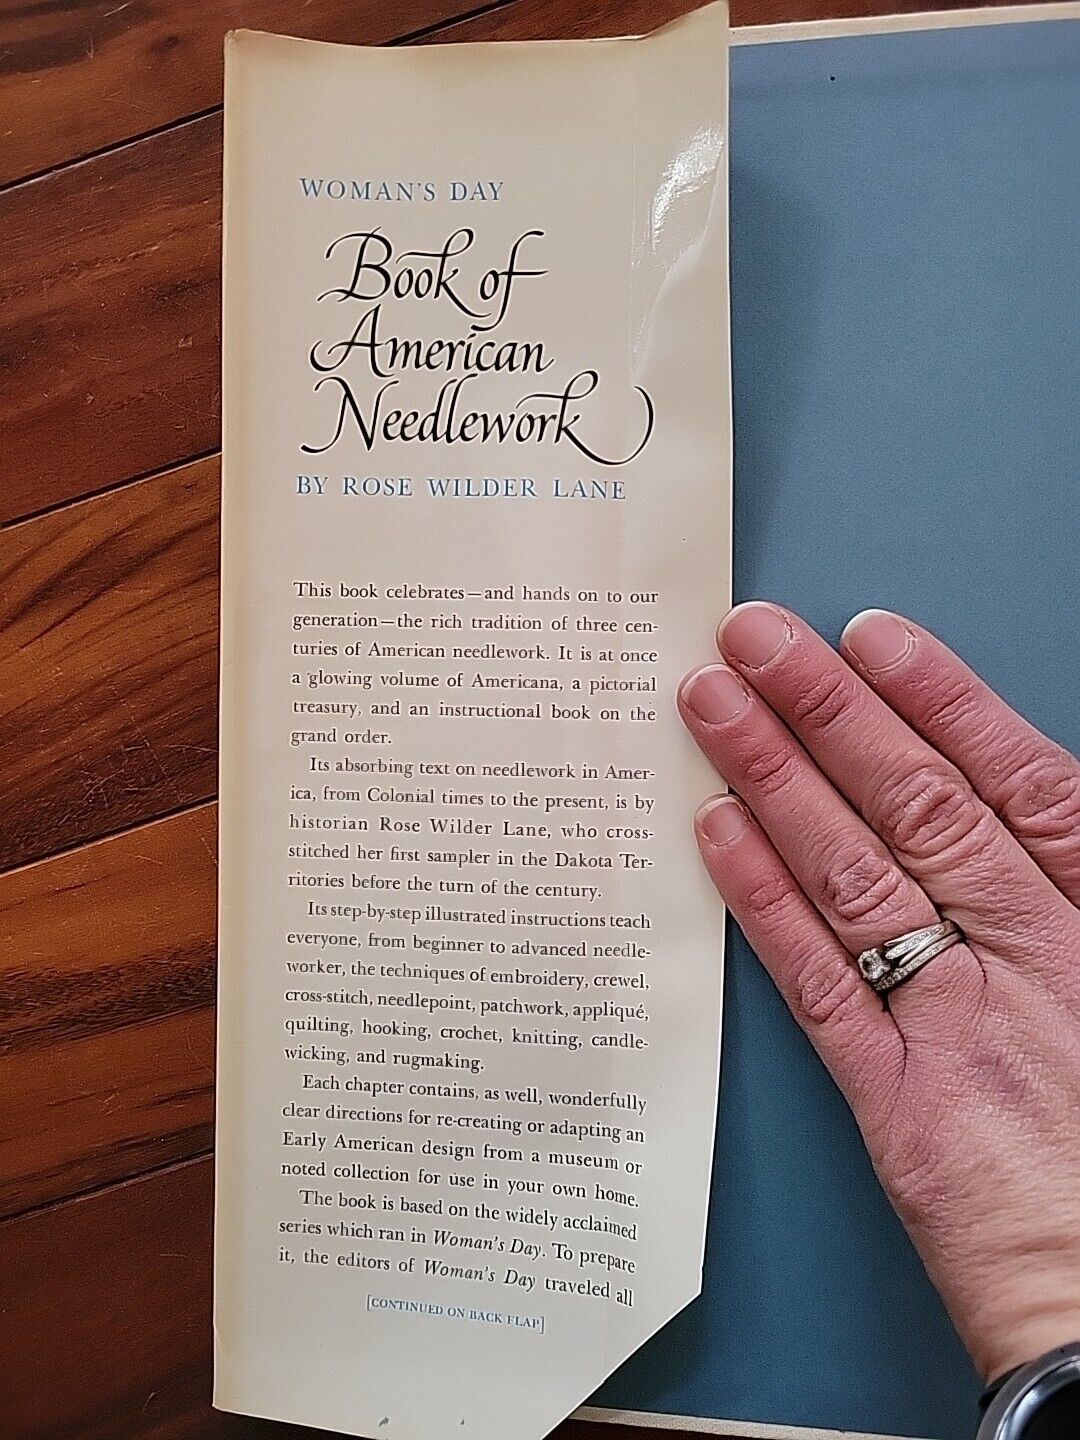 WOMAN'S DAY
Book of
American
Needlework
BY ROSE WILDER LANE
This book celebrates—and hands on to our
generation—the rich tradition of three cen-
turies of American needlework. It is at once
a glowing volume of Americana, a pictorial
treasury, and an instructional book on the
grand order.
Its absorbing text on needlework in Amer-
ica, from Colonial times to the present, is by
historian Rose Wilder Lane, who cross-
stitched her first sampler in the Dakota Ter-
ritories before the turn of the century.
Its step-by-step illustrated instructions teach
everyone, from beginner to advanced needle-
worker, the techniques of embroidery, crewel,
cross-stitch, needlepoint, patchwork, appliqué,
quilting, hooking, crochet, knitting, candle-
wicking, and rugmaking.
Each chapter contains, as well, wonderfully
clear directions for re-creating or adapting an
Early American design from a museum or
noted collection for use in your own home.
The book is based on the widely acclaimed
series which ran in Woman's Day. To prepare
it, the editors of Woman's Day traveled all
[CONTINUED ON BACK FLAP]